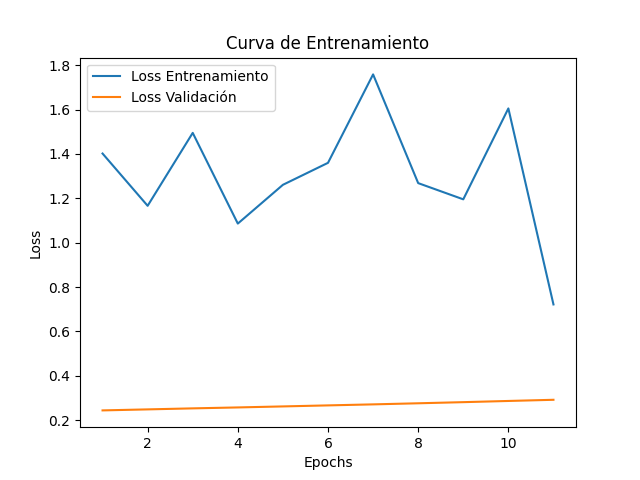 Curva de Entrenamiento
Loss Entrenamiento
Loss Validación
Loss
1.8
1.6
1.4
1.2
1.0
0.8
0.6
0.4
0.2
2 4 6 8 10
Epochs